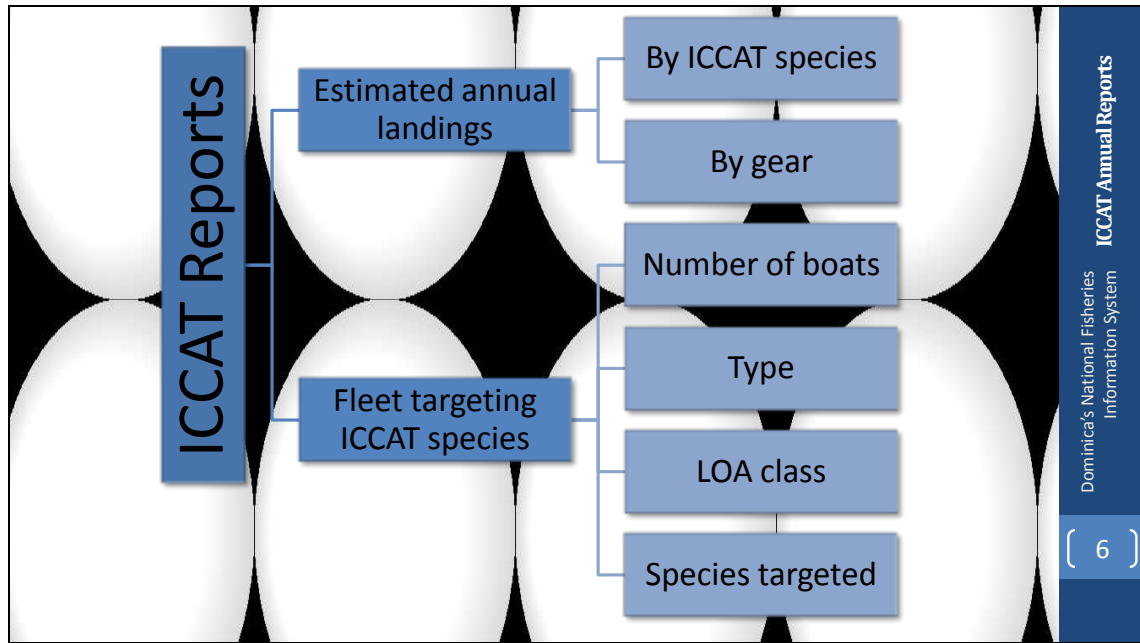 ICCAT Reports
Estimated annual
landings
By ICCAT species
By gear
Fleet targeting
ICCAT species
Number of boats
Type
LOA class
Species targeted
ICCAT Annual Reports
Dominica's National Fisheries
Information System
6